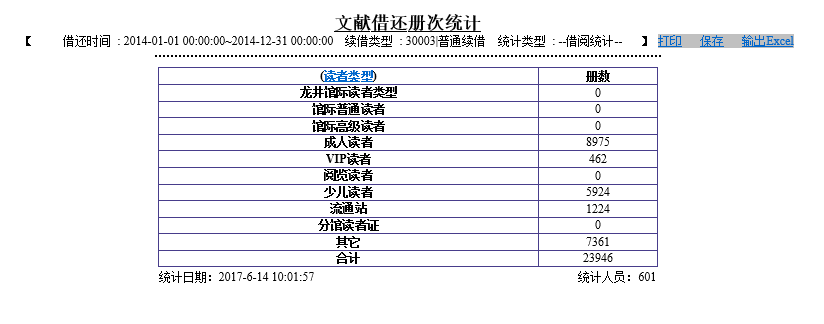 文献借还册次统计
【 借还时间 : 2014-01-01 00:00:00~2014-12-31 00:00:00 续借类型 : 30003|普通续借 统计类型 : --借阅统计-- 】 打印 保存 输出Excel
(读者类型) 册数
龙井馆际读者类型 0
馆际普通读者 0
馆际高级读者 0
成人读者 8975
VIP读者 462
阅览读者 0
少儿读者 5924
流通站 1224
分馆读者证 0
其它 7361
合计 23946
统计日期: 2017-6-14 10:01:57 统计人员: 601